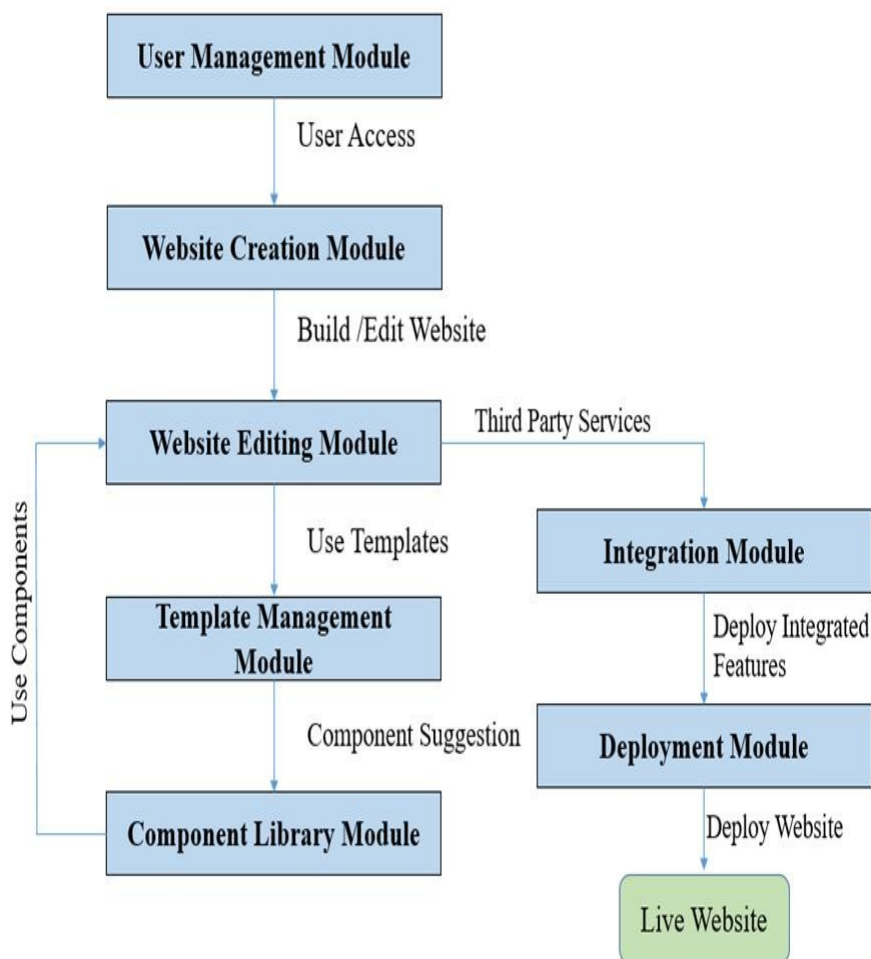 User Management Module
User Access
Website Creation Module
Build /Edit Website
Website Editing Module
Third Party Services
Use Components
Use Templates
Integration Module
Template Management
Module
Deploy Integrated
Features
Component Suggestion
Deployment Module
Component Library Module
Deploy Website
Live Website